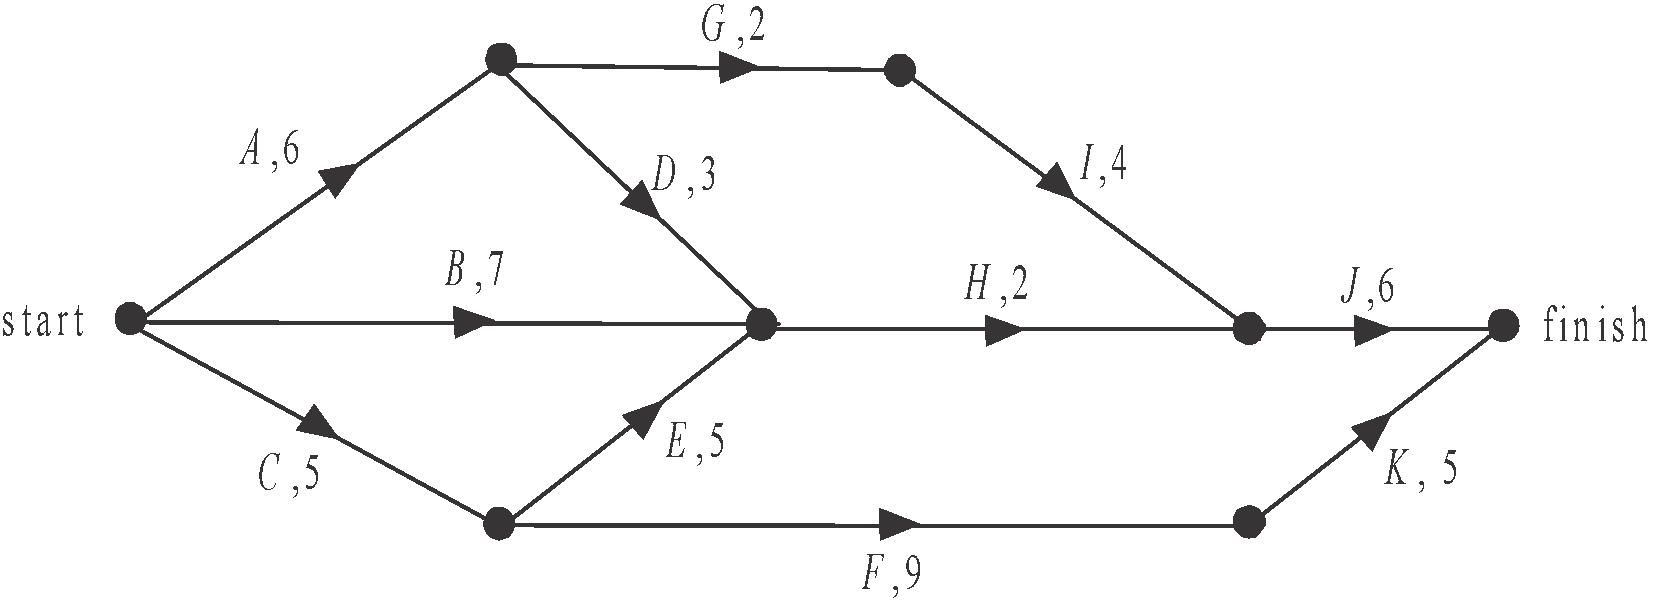 G,2
A,6
D,3
I,4
B,7
H,2
J,6
start
finish
E,5
C,5
K, 5
F,9